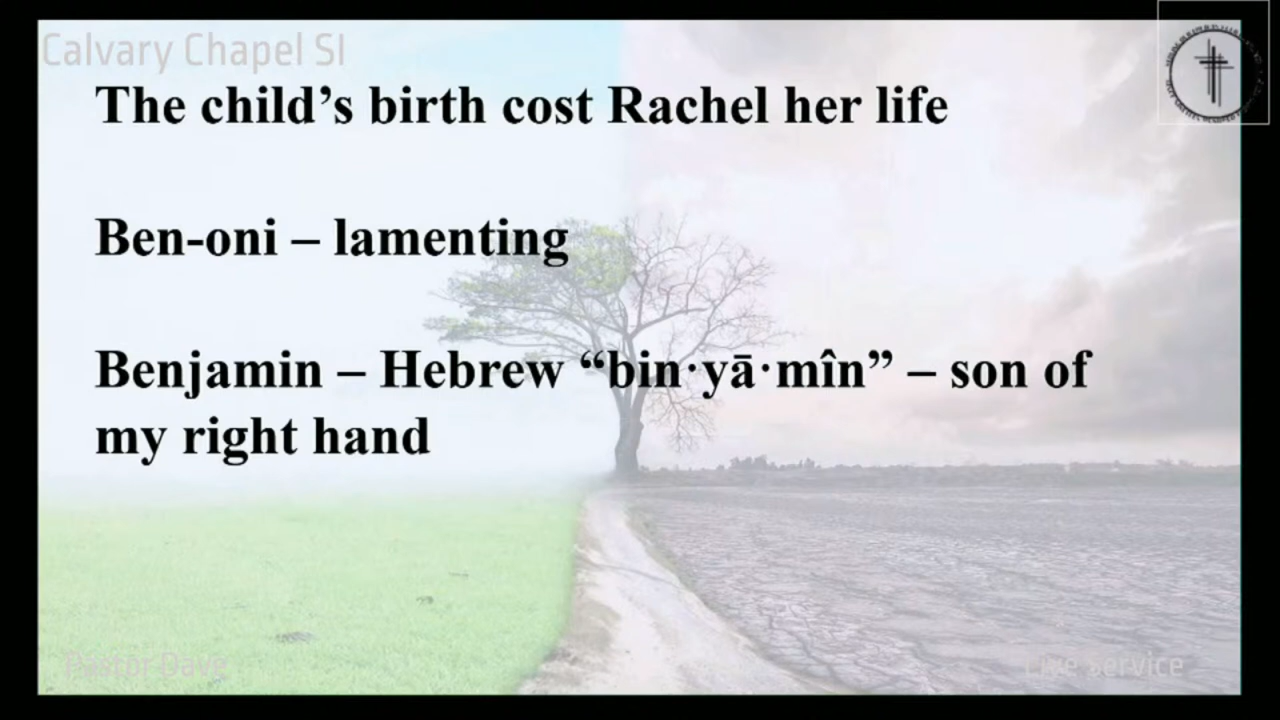 Calvary Chapel SI
The child’s birth cost Rachel her life
Ben-oni – lamenting
Benjamin – Hebrew “bin·yā·mîn” – son of
my right hand
Pastor Dave
Live Service